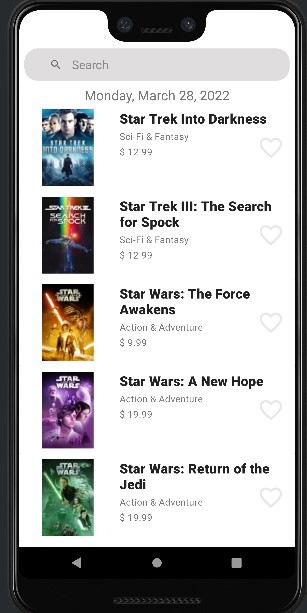 Search
Monday, March 28, 2022
STAR TREK
INTO DARKNESS
Star Trek Into Darkness
Sci-Fi & Fantasy
$ 12.99
STAR TREK III
SEARCH
FOR SPOCK
Star Trek III: The Search
for Spock
Sci-Fi & Fantasy
$ 12.99
STAR
WARS
Star Wars: The Force
Awakens
Action & Adventure
$ 9.99
STAR
WARS
Star Wars: A New Hope
Action & Adventure
$ 19.99
STAR
WARS
Star Wars: Return of the
Jedi
Action & Adventure
$ 19.99